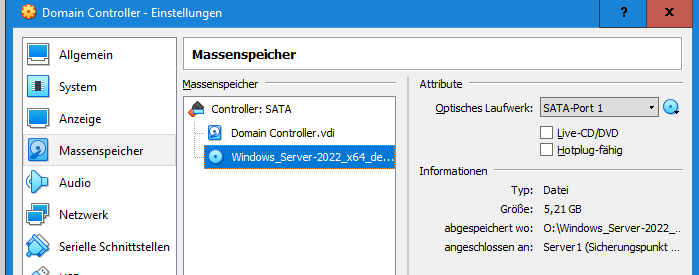 Domain Controller - Einstellungen
? x
Allgemein
System
Anzeige
Massenspeicher
Audio
Netzwerk
Serielle Schnittstellen
Massenspeicher
Massenspeicher
Controller: SATA
Domain Controller.vdi
Windows_Server-2022_x64_de...
Attribute
Optisches Laufwerk: SATA-Port 1
Live-CD/DVD
Hotplug-fähig
Informationen
Typ: Datei
Größe: 5,21 GB
abgespeichert wo: O:\Windows_Server-2022_...
angeschlossen an: Server1 (Sicherungspunkt ...